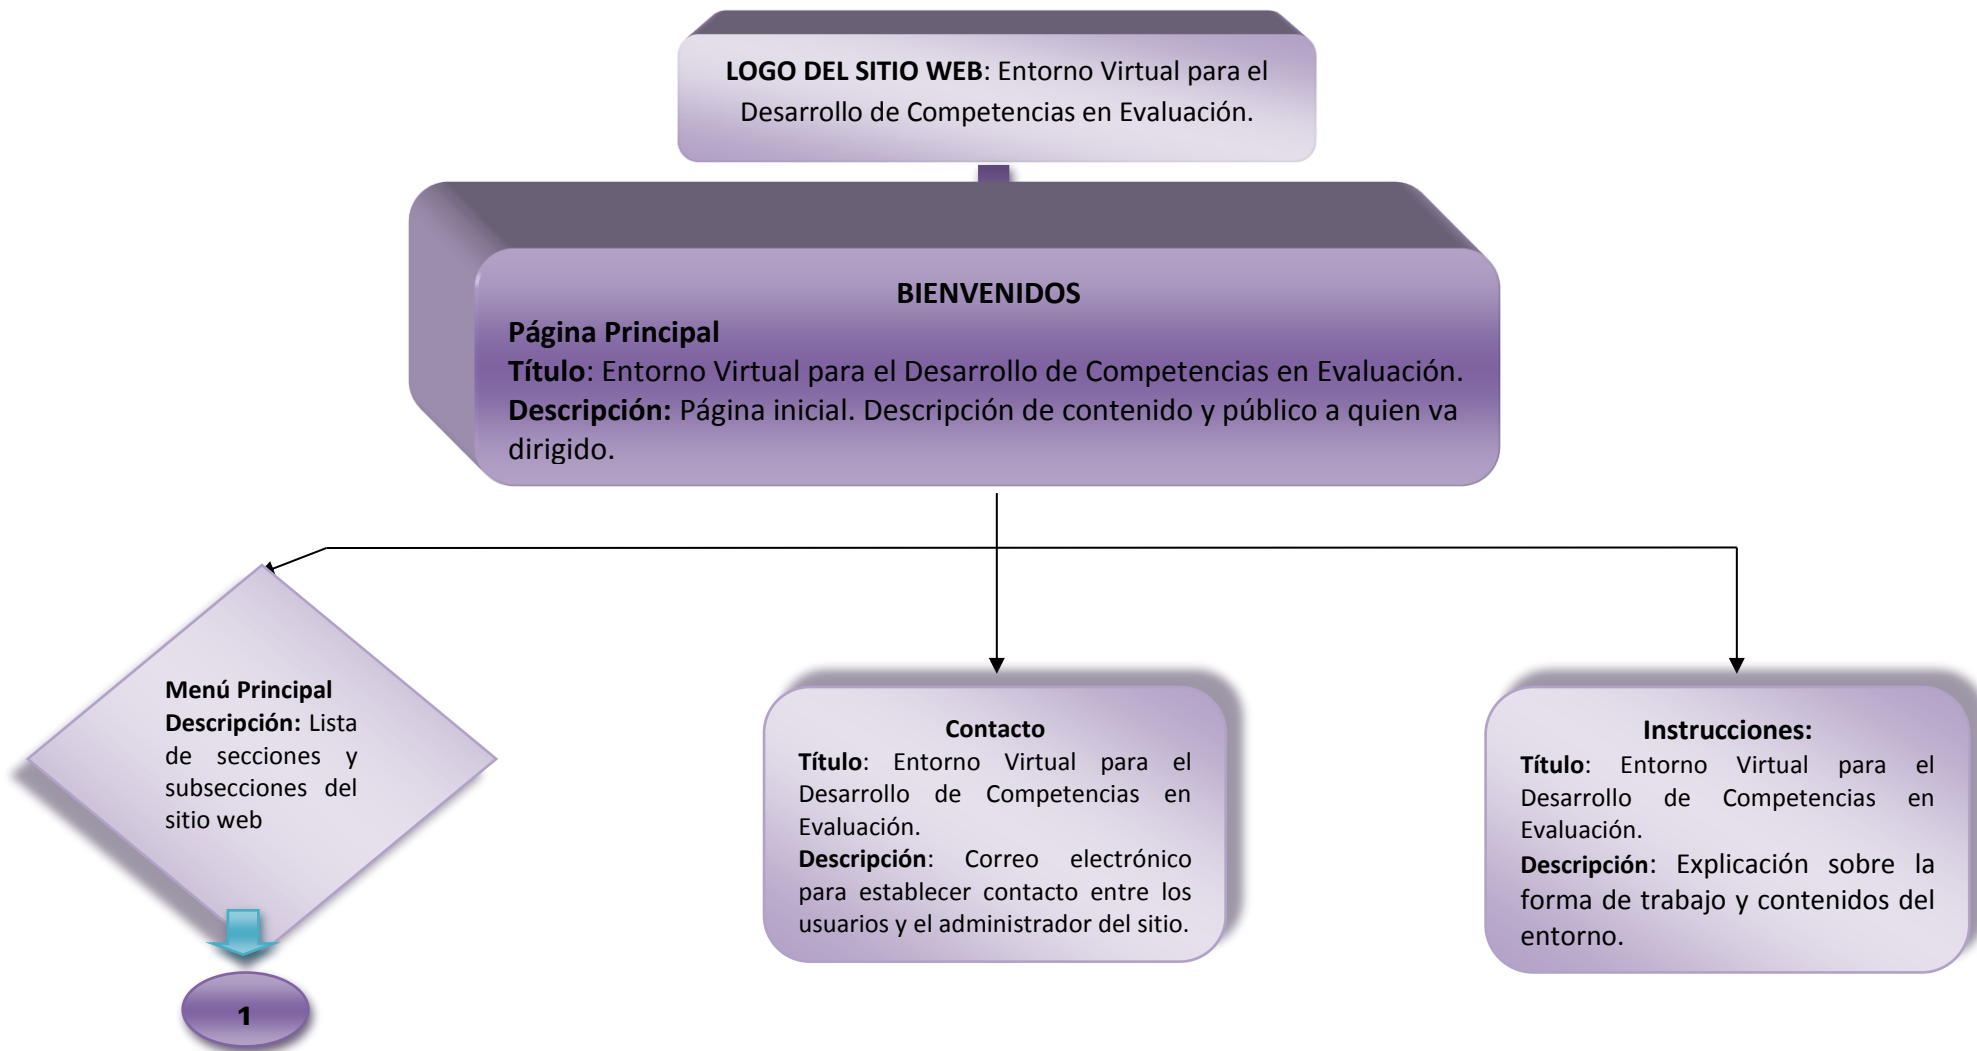 LOGO DEL SITIO WEB: Entorno Virtual para el
Desarrollo de Competencias en Evaluación.
BIENVENIDOS
Página Principal
Título: Entorno Virtual para el Desarrollo de Competencias en Evaluación.
Descripción: Página inicial. Descripción de contenido y público a quien va
dirigido.
Menú Principal
Descripción: Lista
de secciones y
subsecciones del
sitio web
1
Contacto
Título: Entorno Virtual para el
Desarrollo de Competencias en
Evaluación.
Descripción: Correo electrónico
para establecer contacto entre los
usuarios y el administrador del sitio.
Instrucciones:
Título: Entorno Virtual para el
Desarrollo de Competencias en
Evaluación.
Descripción: Explicación sobre la
forma de trabajo y contenidos del
entorno.